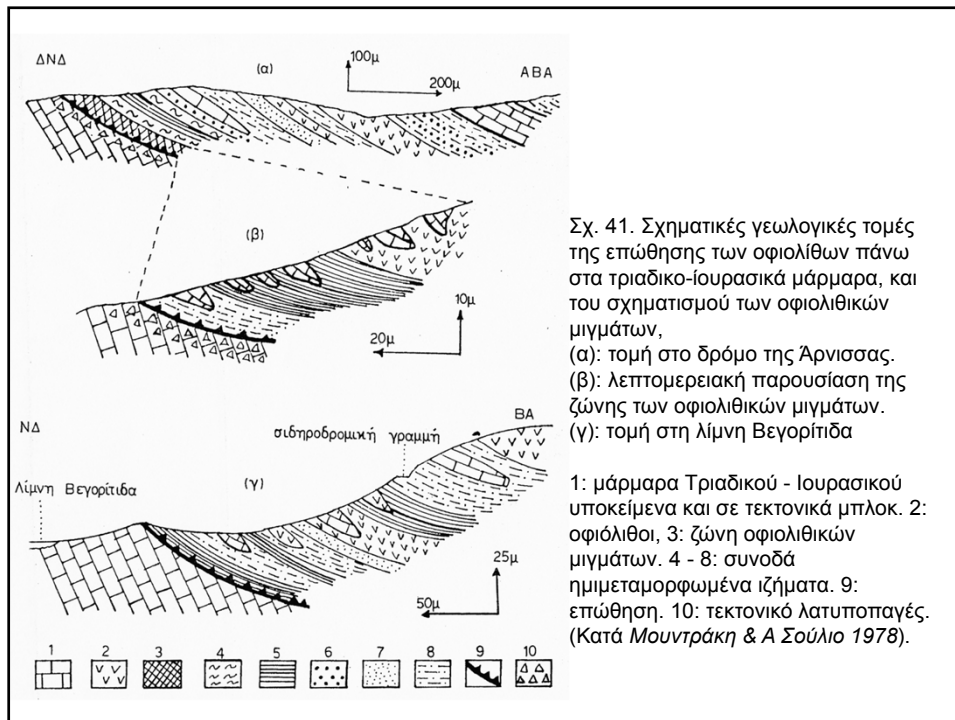 ΔΝΔ
(α)
100μ
200μ
ΑΒΑ
(β)
10μ
20μ
ΝΔ
ΒΑ
σιδηροδρομική γραμμή
Λίμνη Βεγορίτιδα
(γ)
25μ
50μ
1 2 3 4 5 6 7 8 9 10
Σχ. 41. Σχηματικές γεωλογικές τομές
της επώθησης των οφιολίθων πάνω
στα τριαδικο-ίουρασικά μάρμαρα, και
του σχηματισμού των οφιολιθικών
μιγμάτων,
(α): τομή στο δρόμο της Άρνισσας.
(β): λεπτομερειακή παρουσίαση της
ζώνης των οφιολιθικών μιγμάτων.
(γ): τομή στη λίμνη Βεγορίτιδα
1: μάρμαρα Τριαδικού - Ιουρασικού
υποκείμενα και σε τεκτονικά μπλοκ. 2:
οφιόλιθοι, 3: ζώνη οφιολιθικών
μιγμάτων. 4 - 8: συνοδά
ημιμεταμορφωμένα ιζήματα. 9:
επώθηση. 10: τεκτονικό λατυποπαγές.
(Κατά Μουντράκη & Α Σούλιο 1978).